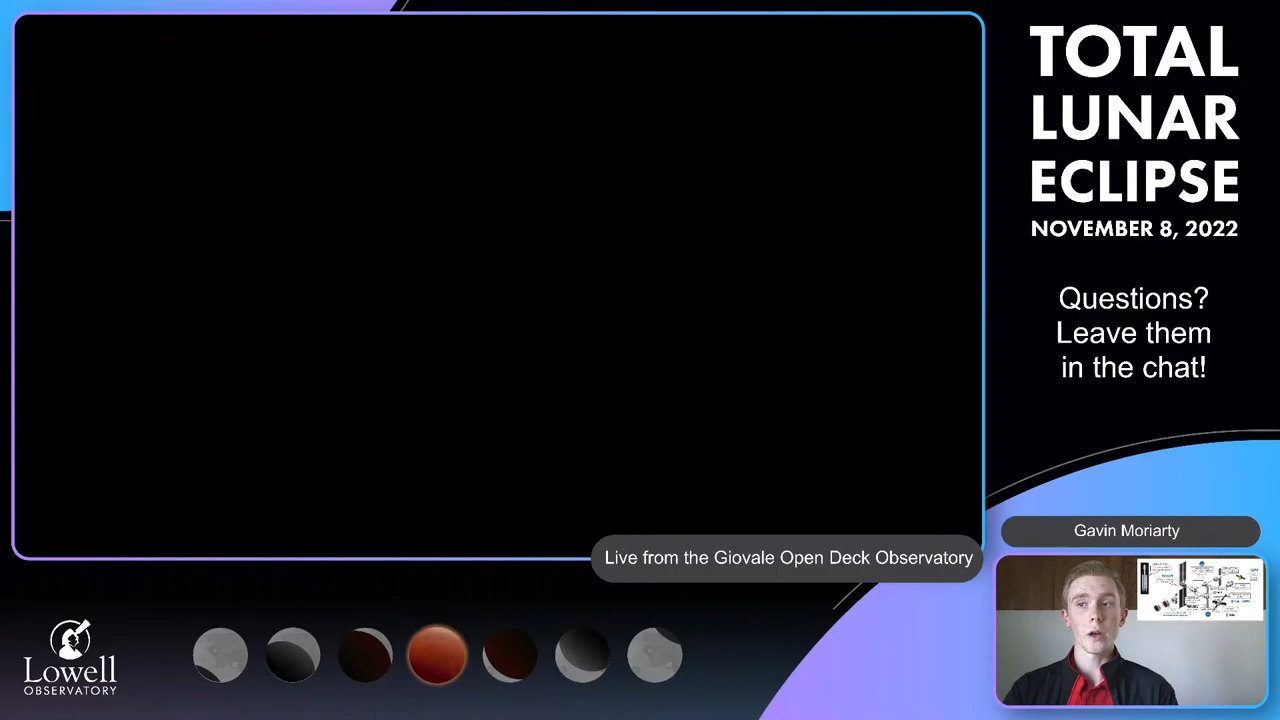 TOTAL
LUNAR
ECLIPSE
NOVEMBER 8, 2022
Questions?
Leave them
in the chat!
Gavin Moriarty
Live from the Giovale Open Deck Observatory
Lowell
OBSERVATORY